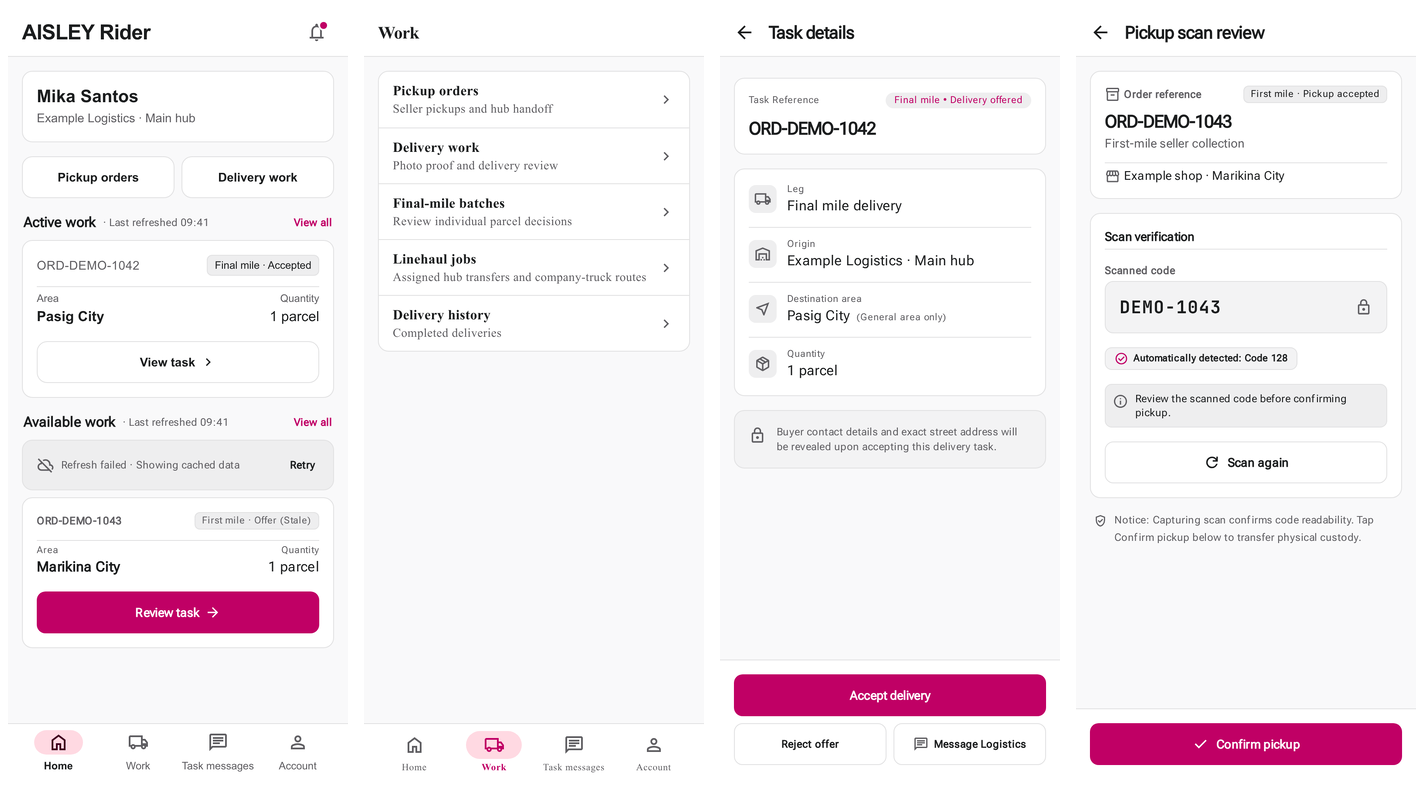 AISLEY Rider
Mika Santos
Example Logistics · Main hub
Pickup orders
Delivery work
Active work · Last refreshed 09:41 View all
ORD-DEMO-1042 Final mile · Accepted
Area Quantity
Pasig City 1 parcel
View task
Available work · Last refreshed 09:41 View all
Refresh failed · Showing cached data Retry
ORD-DEMO-1043 First mile · Offer (Stale)
Area Quantity
Marikina City 1 parcel
Review task
Home Work Task messages Account
Work
Pickup orders
Seller pickups and hub handoff
Delivery work
Photo proof and delivery review
Final-mile batches
Review individual parcel decisions
Linehaul jobs
Assigned hub transfers and company-truck routes
Delivery history
Completed deliveries
Home Work Task messages Account
Task details
Task Reference Final mile • Delivery offered
ORD-DEMO-1042
Leg
Final mile delivery
Origin
Example Logistics · Main hub
Destination area
Pasig City (General area only)
Quantity
1 parcel
Buyer contact details and exact street address will
be revealed upon accepting this delivery task.
Accept delivery
Reject offer Message Logistics
Pickup scan review
Order reference First mile · Pickup accepted
ORD-DEMO-1043
First-mile seller collection
Example shop · Marikina City
Scan verification
Scanned code
DEMO-1043
Automatically detected: Code 128
Review the scanned code before confirming
pickup.
Scan again
Notice: Capturing scan confirms code readability. Tap
Confirm pickup below to transfer physical custody.
Confirm pickup